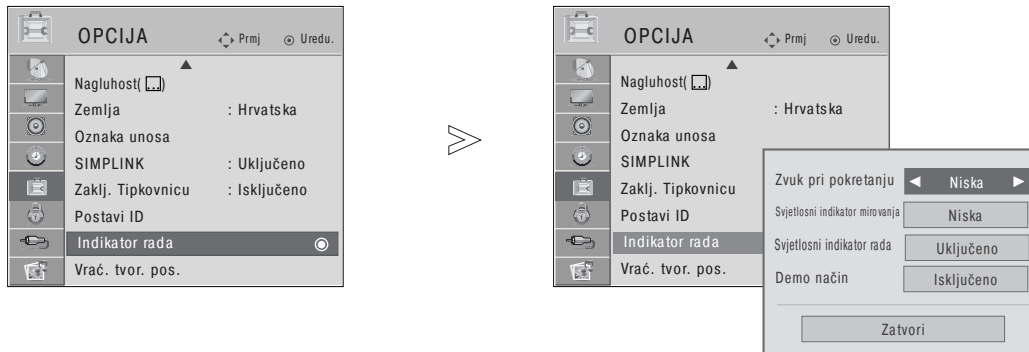 OPCIJA Prmj Uredu.
Nagluhost( ... )
Zemlja : Hrvatska
Oznaka unosa
SIMPLINK : Uključeno
Zaklj. Tipkovnicu : Isključeno
Postavi ID
Indikator rada
Vrać. tvor. pos.
OPCIJA Prmj Uredu.
Nagluhost( ... )
Zemlja : Hrvatska
Oznaka unosa
SIMPLINK
Zaklj. Tipkovnicu
Postavi ID
Indikator rada
Vrać. tvor. pos.
Zvuk pri pokretanju Niska
Svjetlosni indikator mirovanja Niska
Svjetlosni indikator rada Uključeno
Demo način Isključeno
Zatvori